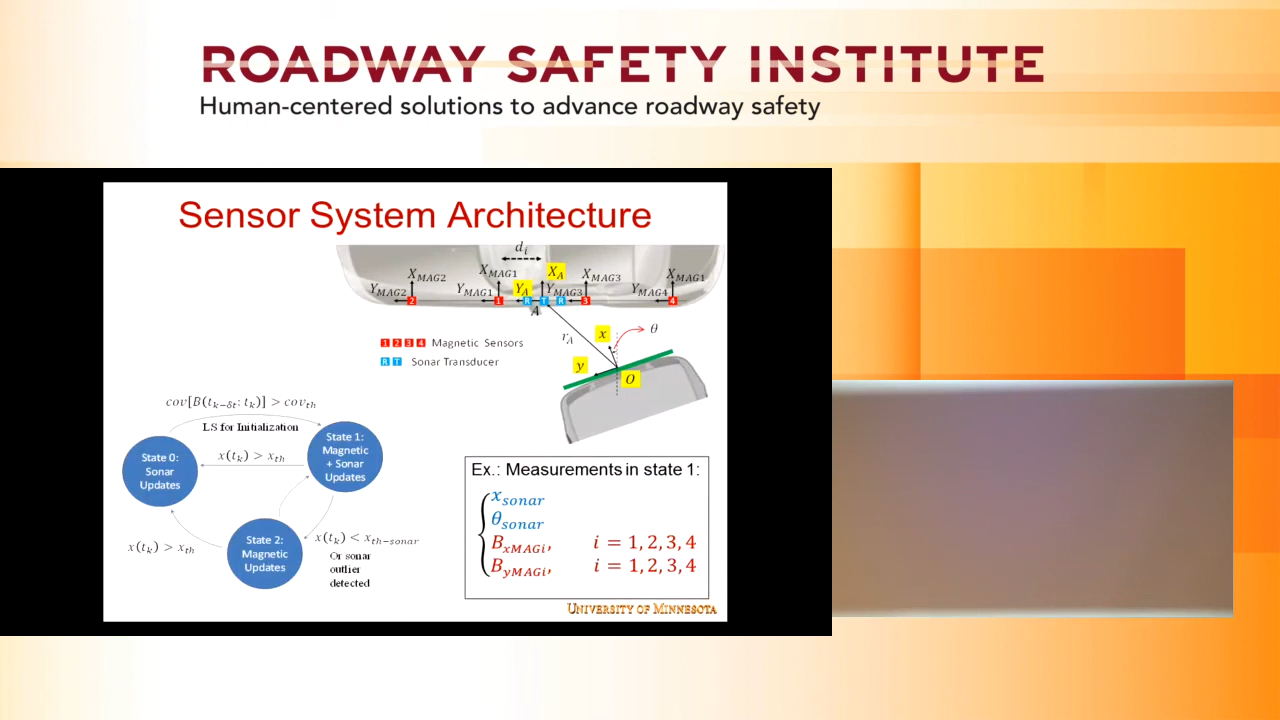 ROADWAY SAFETY INSTITUTE
Human-centered solutions to advance roadway safety
Sensor System Architecture
d_i
X_MAG2 X_MAG1 X_A X_MAG3 X_MAG1
Y_MAG2 Y_MAG1 Y_A Y_MAG3 Y_MAG4
2 1 R T R 3 4
A
r_A
x
θ
y
O
1 2 3 4 Magnetic Sensors
R T Sonar Transducer
cov[B(t_{k−δt}: t_k)] > cov_th
LS for Initialization
State 0:
Sonar
Updates
x(t_k) > x_th
State 1:
Magnetic
+ Sonar
Updates
x(t_k) > x_th
State 2:
Magnetic
Updates
x(t_k) < x_{th−sonar}
Or sonar
outlier
detected
Ex.: Measurements in state 1:
x_sonar
θ_sonar
B_xMAGi, i = 1,2,3,4
B_yMAGi, i = 1,2,3,4
UNIVERSITY OF MINNESOTA